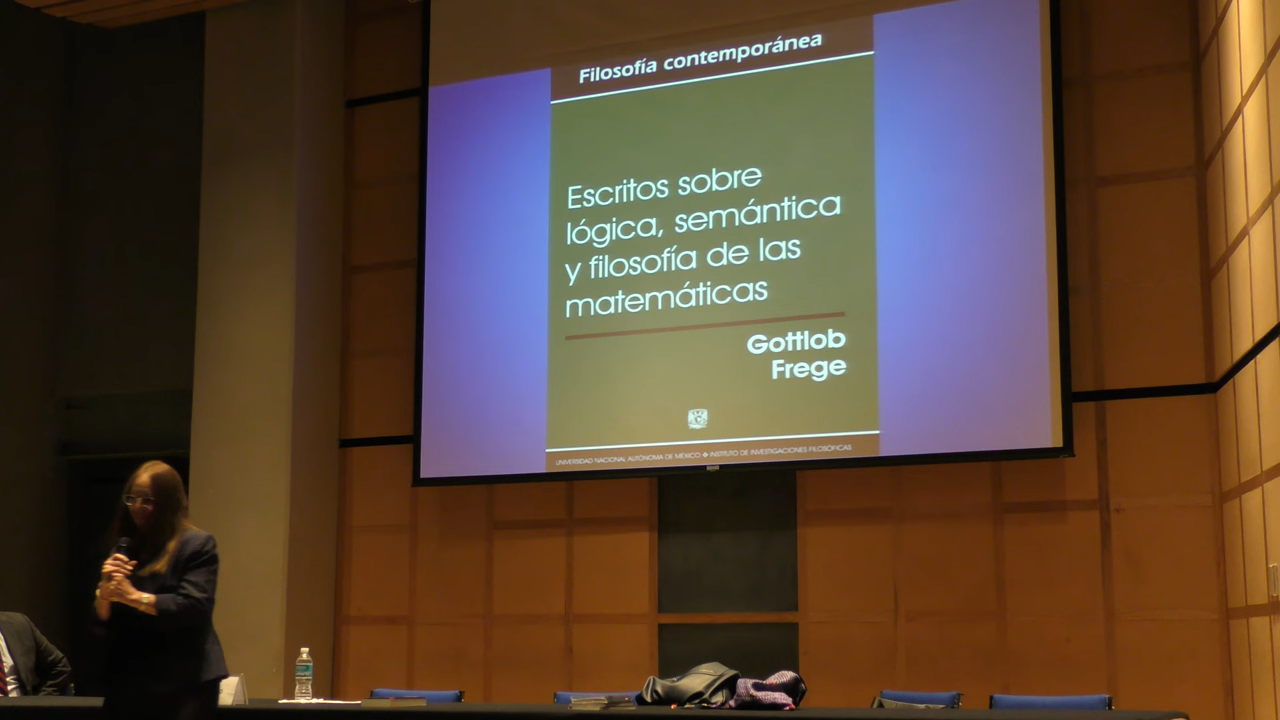 Filosofía contemporánea
Escritos sobre
lógica, semántica
y filosofía de las
matemáticas
Gottlob
Frege
UNIVERSIDAD NACIONAL AUTÓNOMA DE MÉXICO ❖ INSTITUTO DE INVESTIGACIONES FILOSÓFICAS